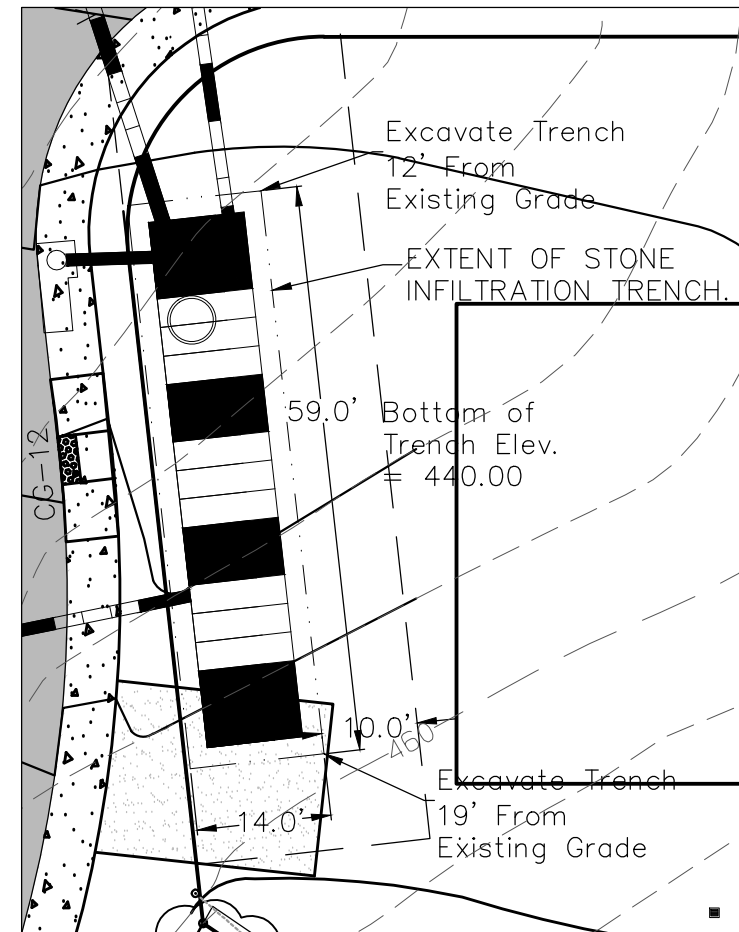 Excavate Trench
12' From
Existing Grade
EXTENT OF STONE
INFILTRATION TRENCH.
59.0'
Bottom of
Trench Elev.
= 440.00
CG-12
10.0'
460
Excavate Trench
19' From
Existing Grade
14.0'